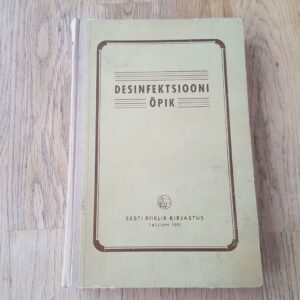 DESINFEKTSIOONI
ÕPIK
EESTI RIIKLIK KIRJASTUS
TALLINN 1951